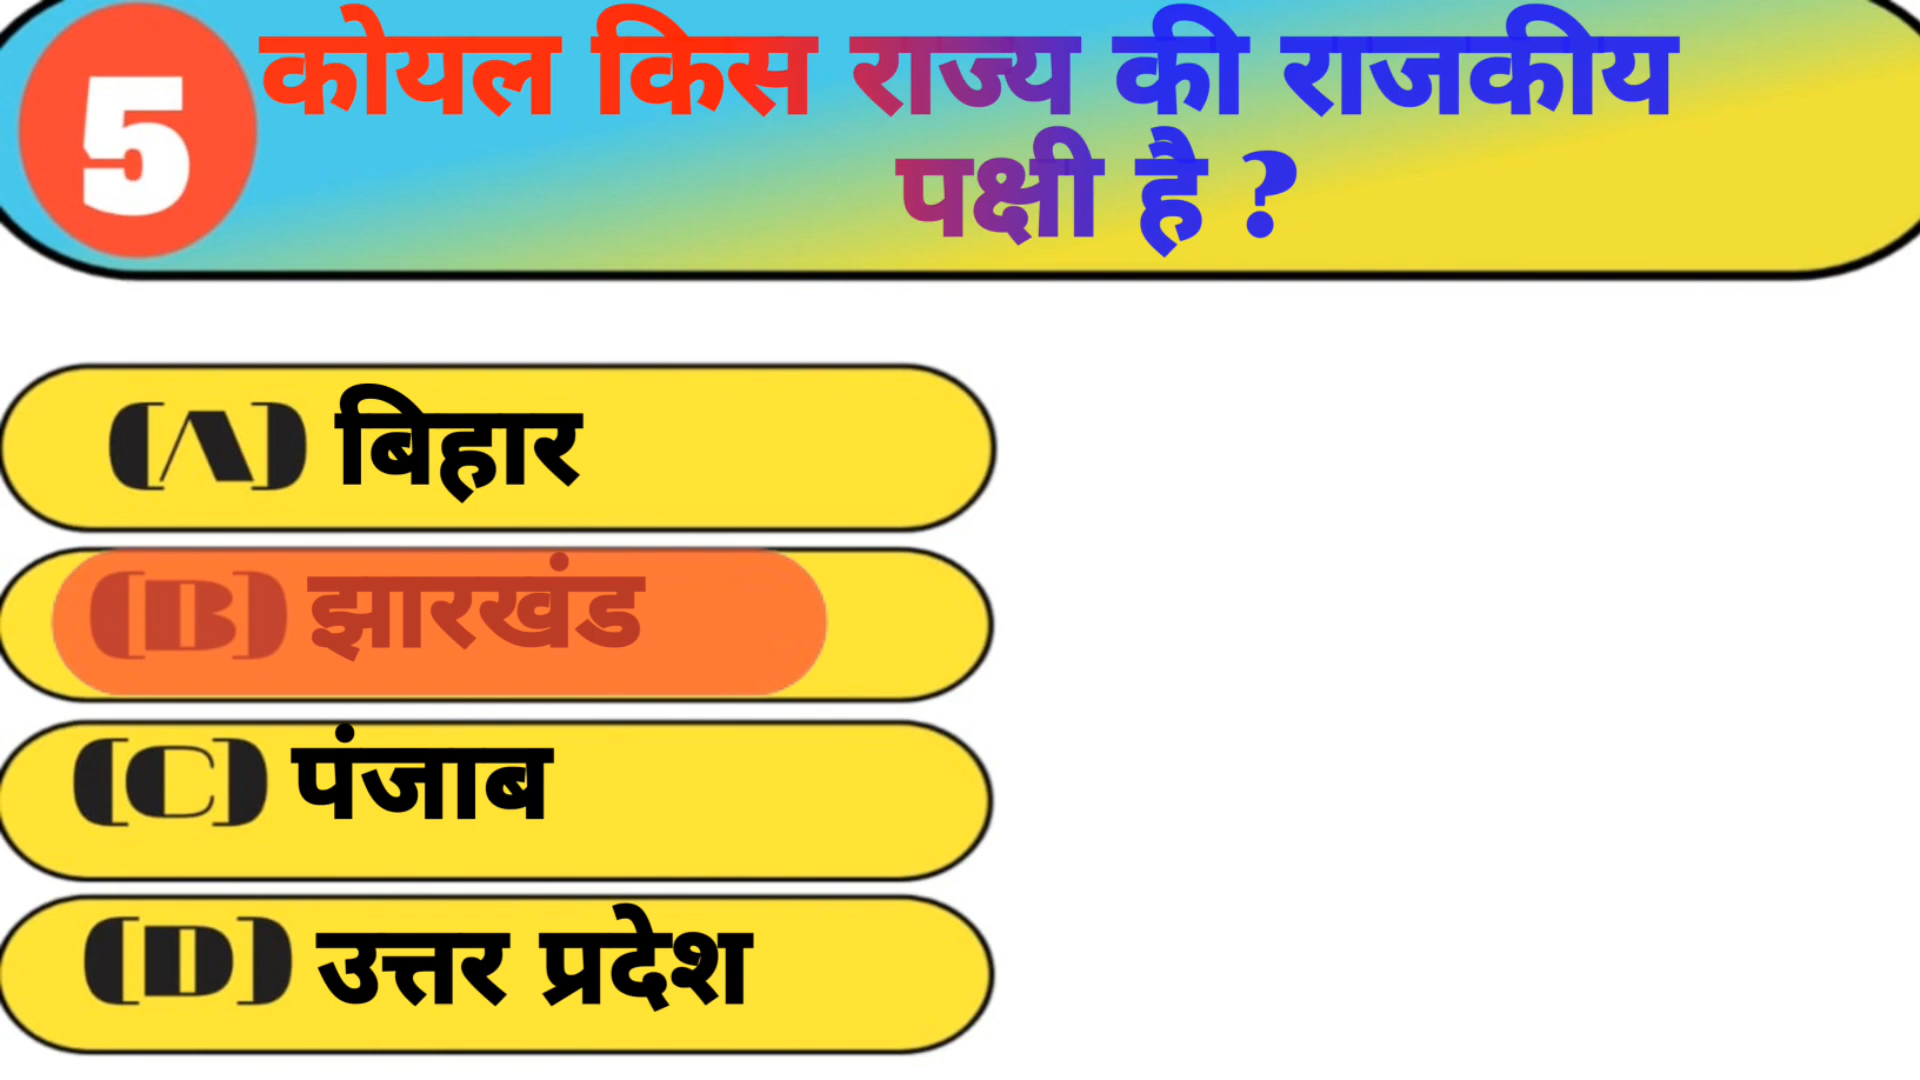 5 कोयल किस राज्य की राजकीय
पक्षी है ?
(A) बिहार
(B) झारखंड
(C) पंजाब
(D) उत्तर प्रदेश